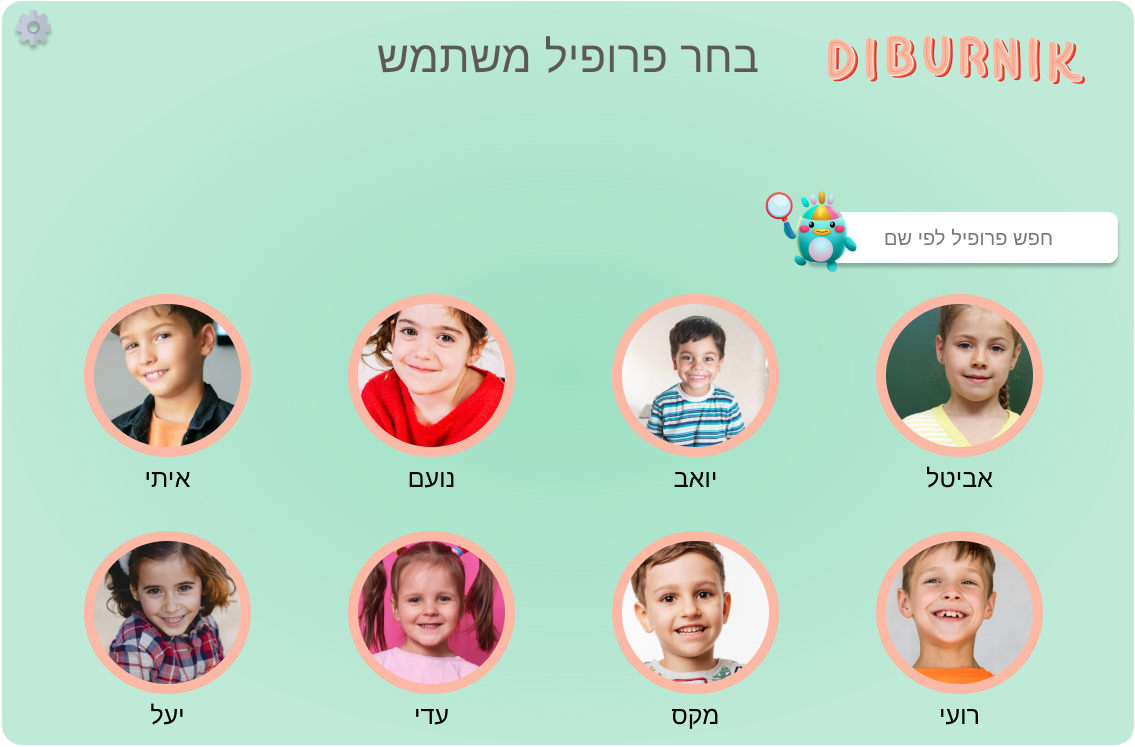 DIBURNIK
בחר פרופיל משתמש
חפש פרופיל לפי שם
אביטל
יואב
נועם
איתי
רועי
מקס
עדי
יעל